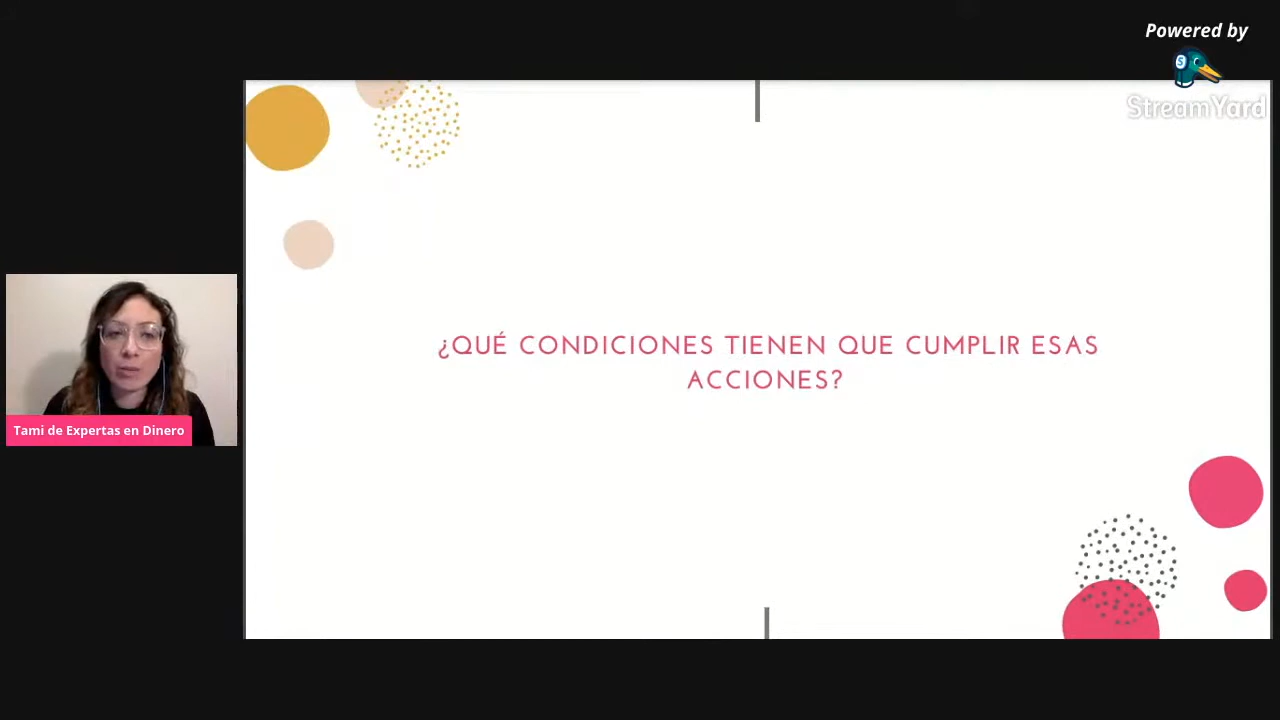 Powered by
StreamYard
¿QUÉ CONDICIONES TIENEN QUE CUMPLIR ESAS
ACCIONES?
Tami de Expertas en Dinero